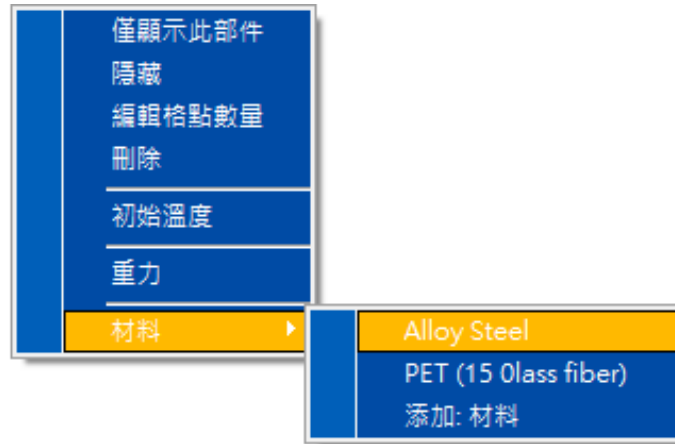 僅顯示此部件
隱藏
編輯格點數量
刪除
初始溫度
重力
材料
Alloy Steel
PET (15 0lass fiber)
添加: 材料